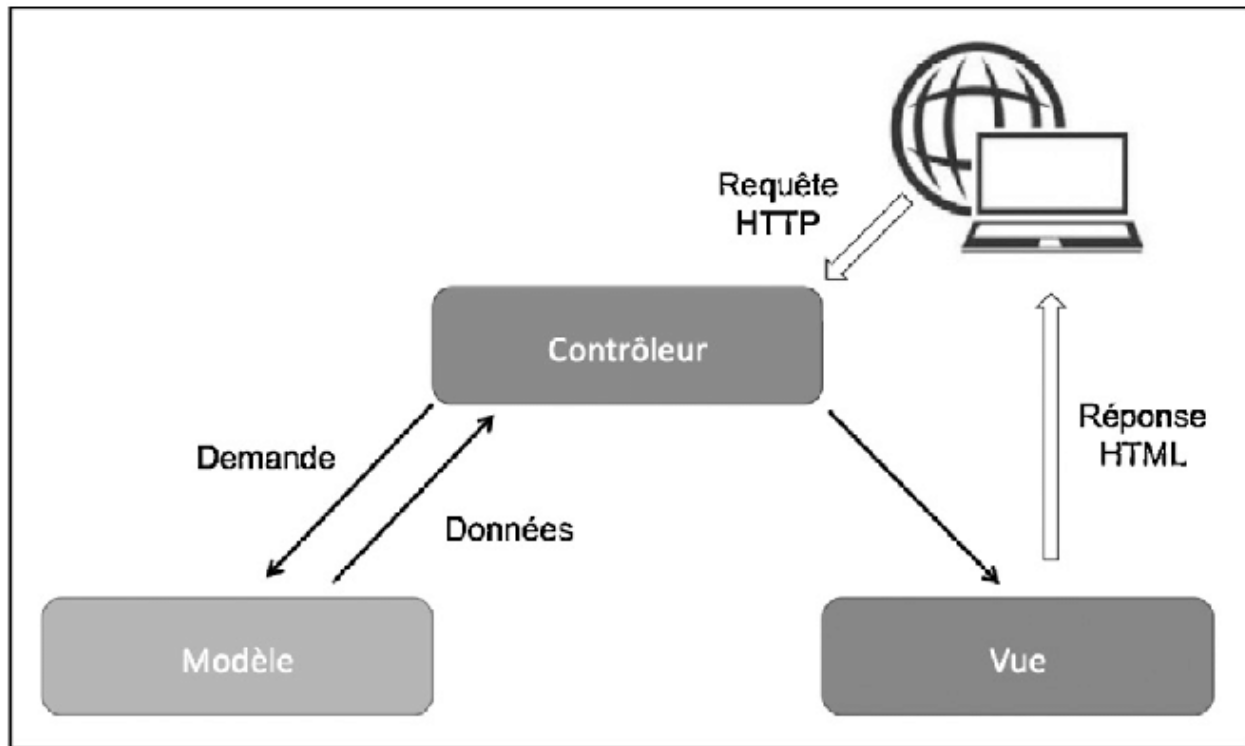 Requête
HTTP
Contrôleur
Réponse
HTML
Demande
Données
Modèle
Vue